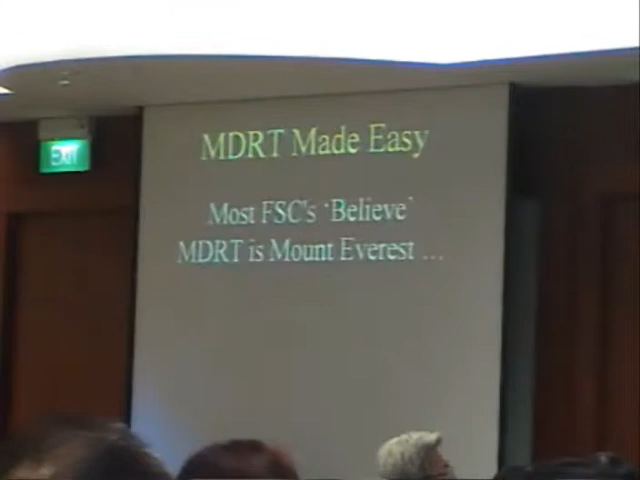 EXIT
MDRT Made Easy
Most FSC's 'Believe'
MDRT is Mount Everest ...